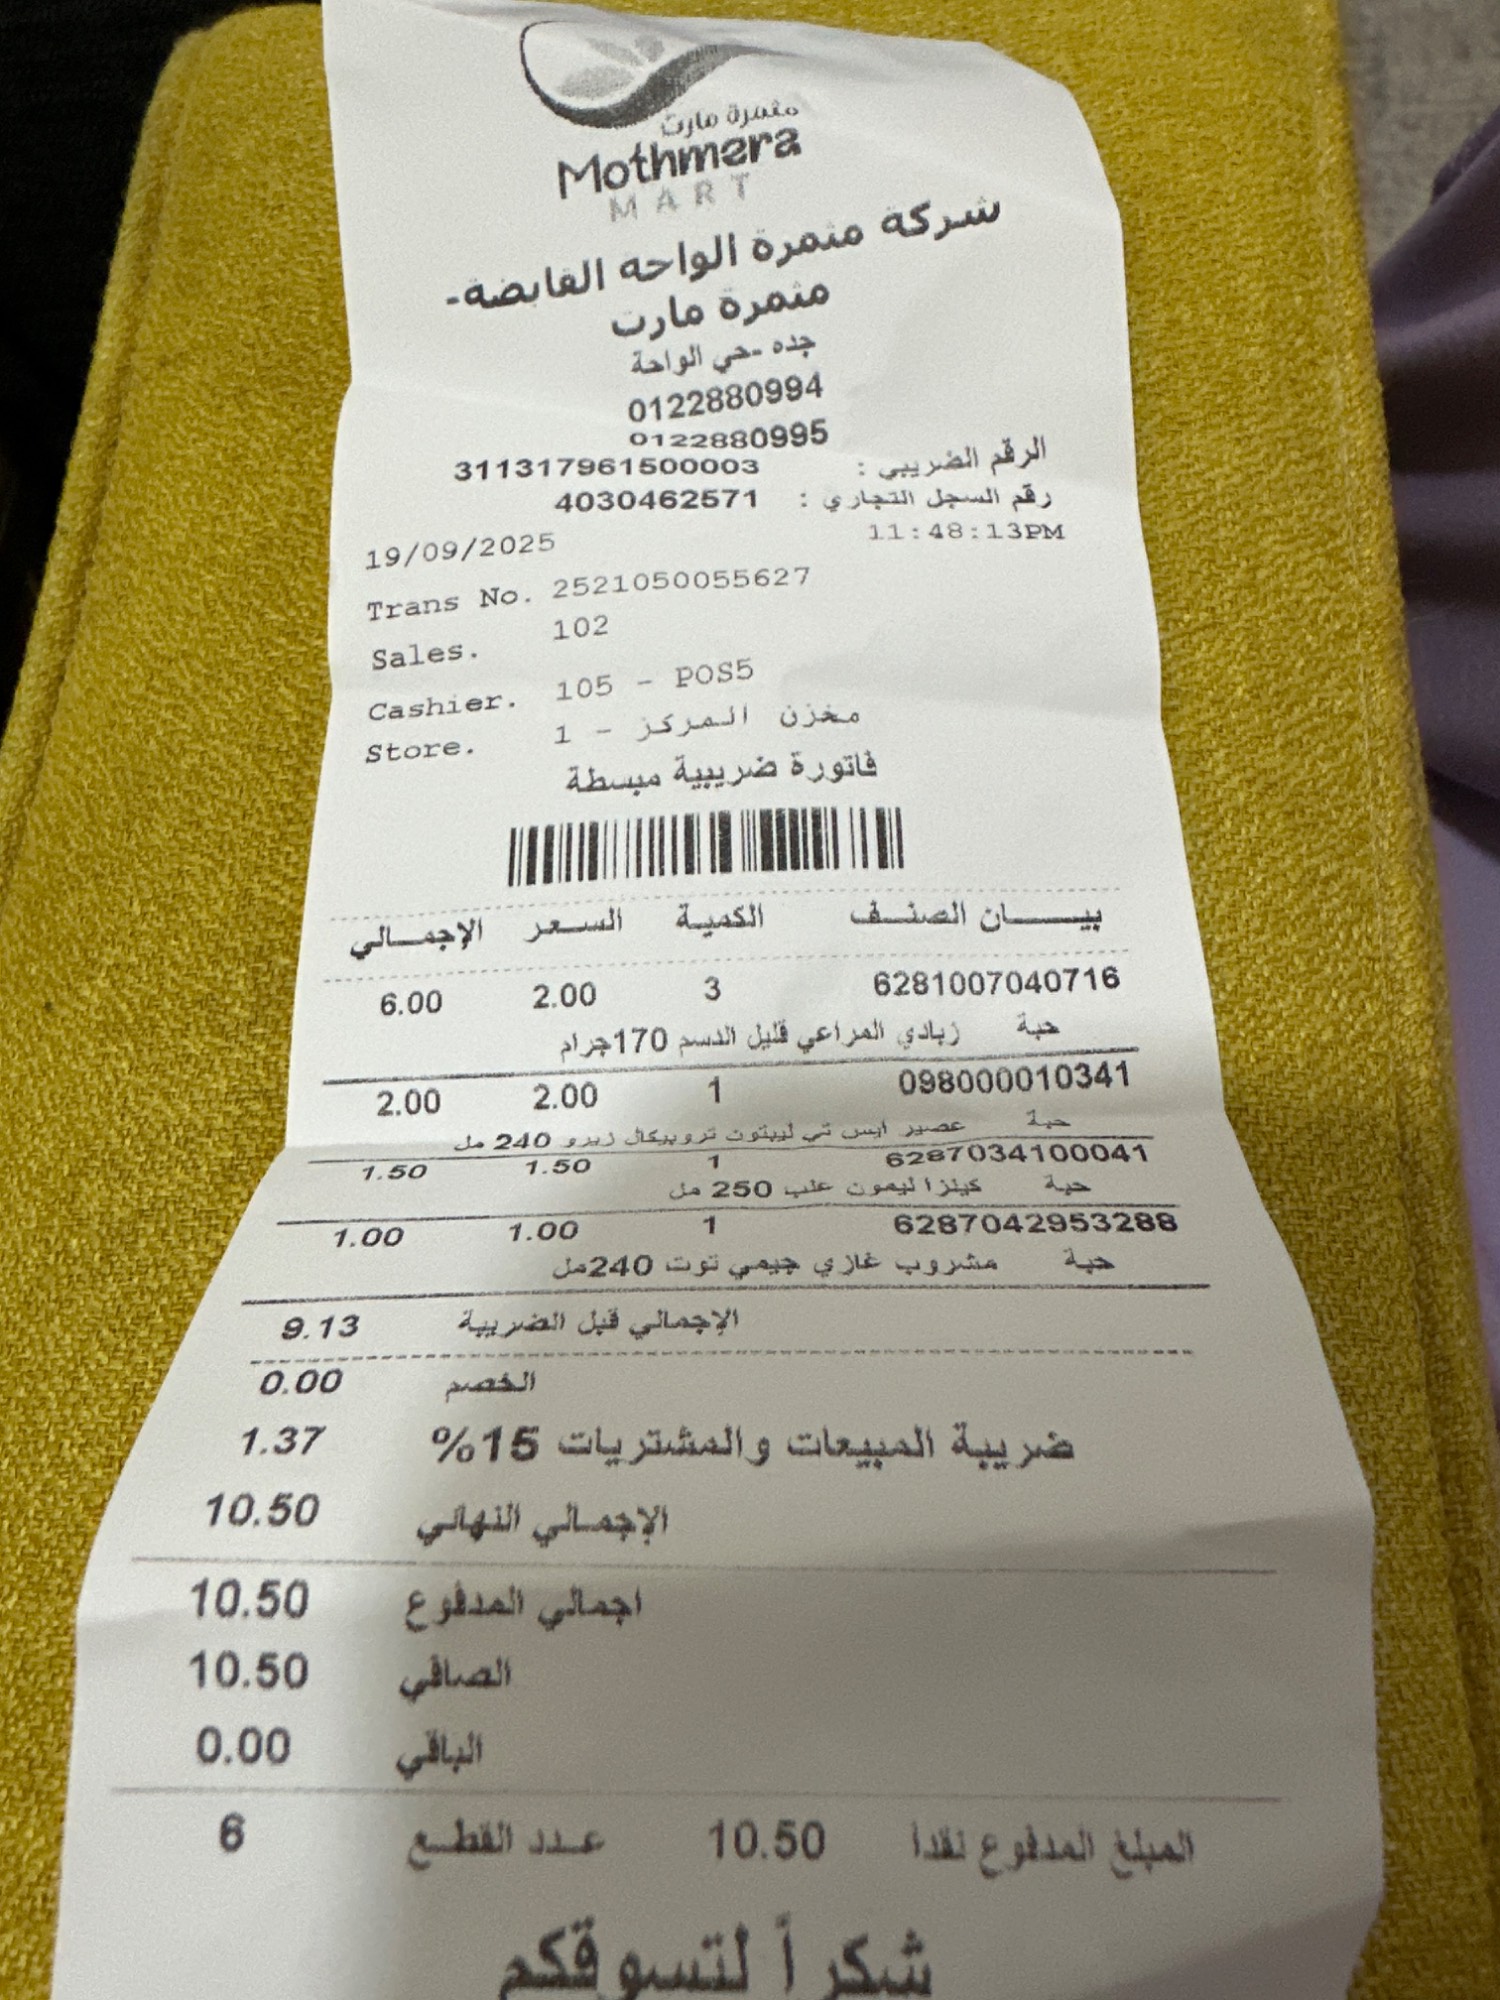 مثمرة مارت
Mothmera
MART
شركة مثمرة الواحه القابضة-
مثمرة مارت
جده -حي الواحة
0122880994
0122880995
الرقم الضريبي : 311317961500003
رقم السجل التجاري : 4030462571
19/09/2025 11:48:13PM
Trans No. 2521050055627
Sales. 102
Cashier. 105 - POS5
Store. 1 - مخزن المركز
فاتورة ضريبية مبسطة
بيــــان الصنــف الكمية السعر الإجمـالي
6281007040716 3 2.00 6.00
حبة زبادي المراعي قليل الدسم 170جرام
098000010341 1 2.00 2.00
حبة عصير ايس تي ليبتون تروبيكال زيرو 240 مل
6287034100041 1 1.50 1.50
حبة كينزا ليمون علب 250 مل
6287042953288 1 1.00 1.00
حبة مشروب غازي جيمي توت 240مل
الإجمالي قبل الضريبة 9.13
الخصم 0.00
ضريبة المبيعات والمشتريات 15% 1.37
الإجمـالي النهائي 10.50
اجمالي المدفوع 10.50
الصافي 10.50
الباقي 0.00
المبلغ المدفوع نقدا 10.50 عـدد القطـع 6
شكراً لتسوقكم